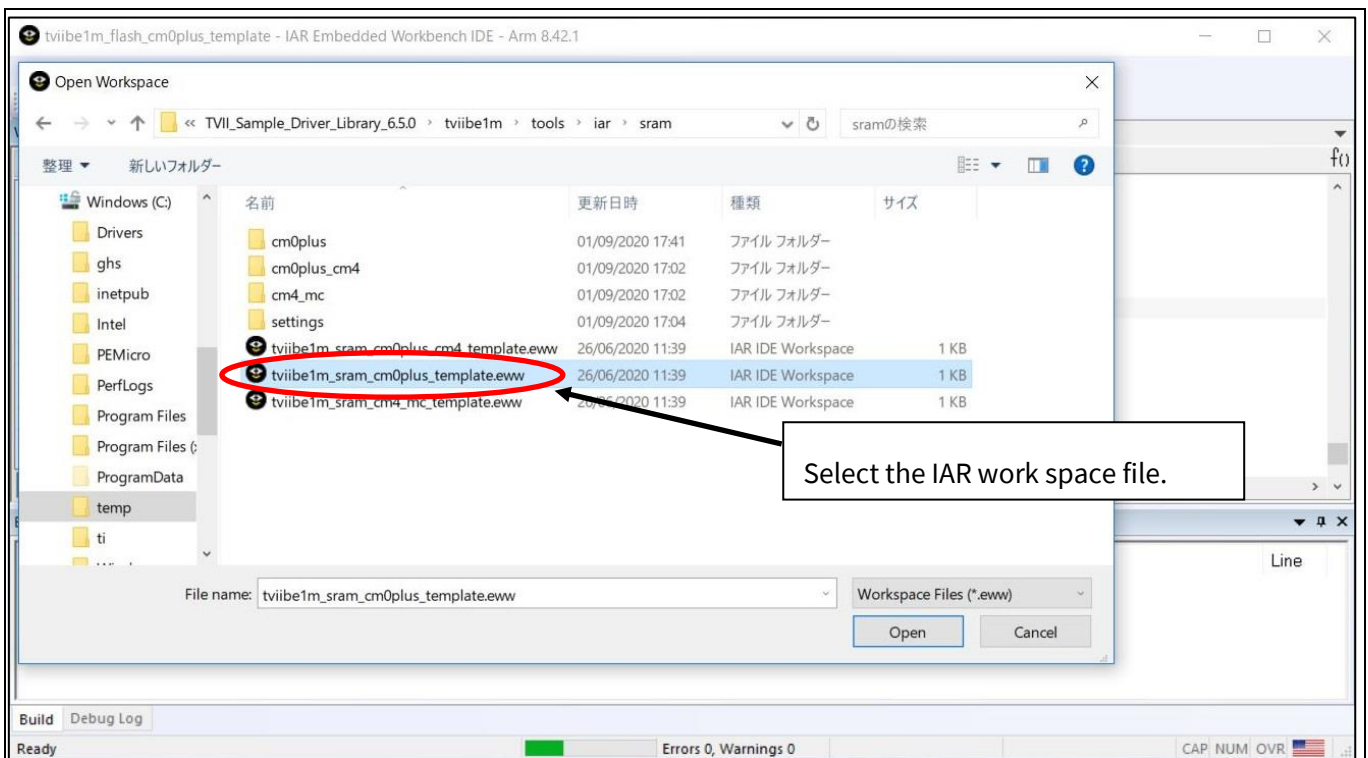 tviibe1m_flash_cm0plus_template - IAR Embedded Workbench IDE - Arm 8.42.1
Open Workspace
« TVII_Sample_Driver_Library_6.5.0 › tviibe1m › tools › iar › sram
sramの検索
整理
新しいフォルダー
f()
Windows (C:)
Drivers
ghs
inetpub
Intel
PEMicro
PerfLogs
Program Files
Program Files (
ProgramData
temp
ti
名前 更新日時 種類 サイズ
cm0plus 01/09/2020 17:41 ファイル フォルダー
cm0plus_cm4 01/09/2020 17:02 ファイル フォルダー
cm4_mc 01/09/2020 17:02 ファイル フォルダー
settings 01/09/2020 17:04 ファイル フォルダー
tviibe1m_sram_cm0plus_cm4_template.eww 26/06/2020 11:39 IAR IDE Workspace 1 KB
tviibe1m_sram_cm0plus_template.eww 26/06/2020 11:39 IAR IDE Workspace 1 KB
tviibe1m_sram_cm4_mc_template.eww 26/06/2020 11:39 IAR IDE Workspace 1 KB
Select the IAR work space file.
Line
File name: tviibe1m_sram_cm0plus_template.eww
Workspace Files (*.eww)
Open Cancel
Build Debug Log
Ready Errors 0, Warnings 0 CAP NUM OVR